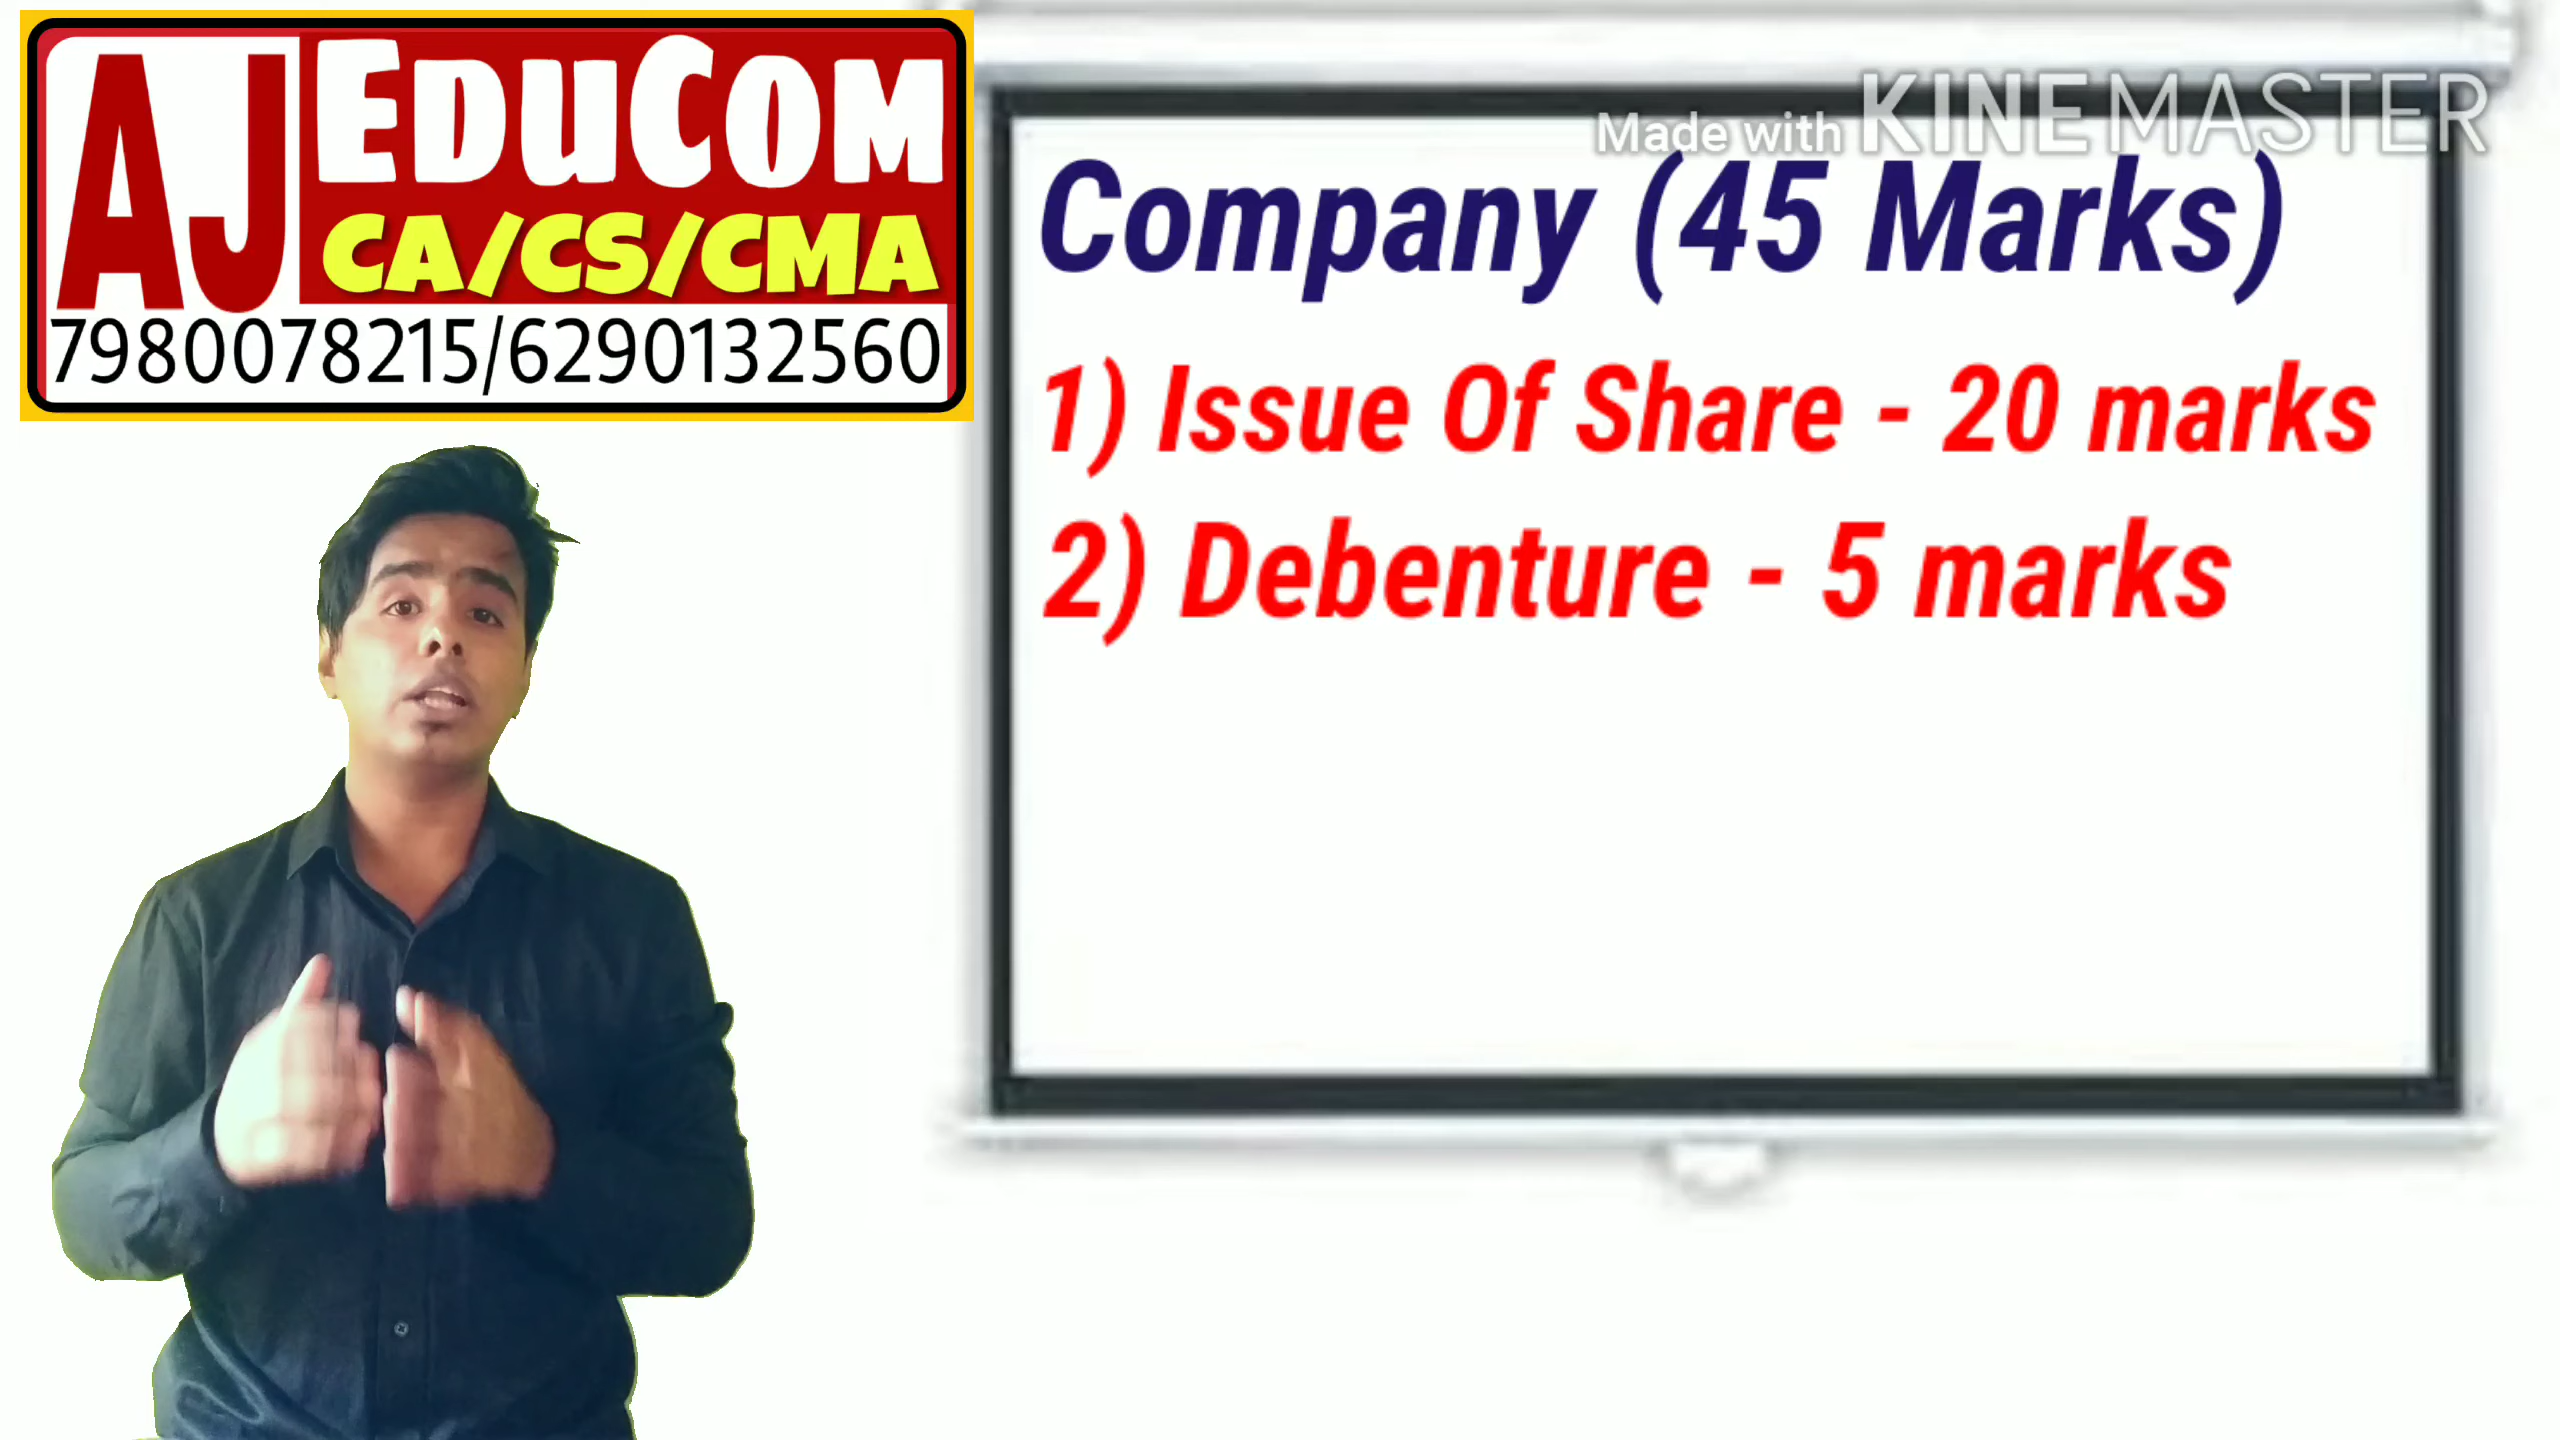 AJ EDUCOM
CA/CS/CMA
7980078215/6290132560
Made with KINEMASTER
Company (45 Marks)
1) Issue Of Share - 20 marks
2) Debenture - 5 marks